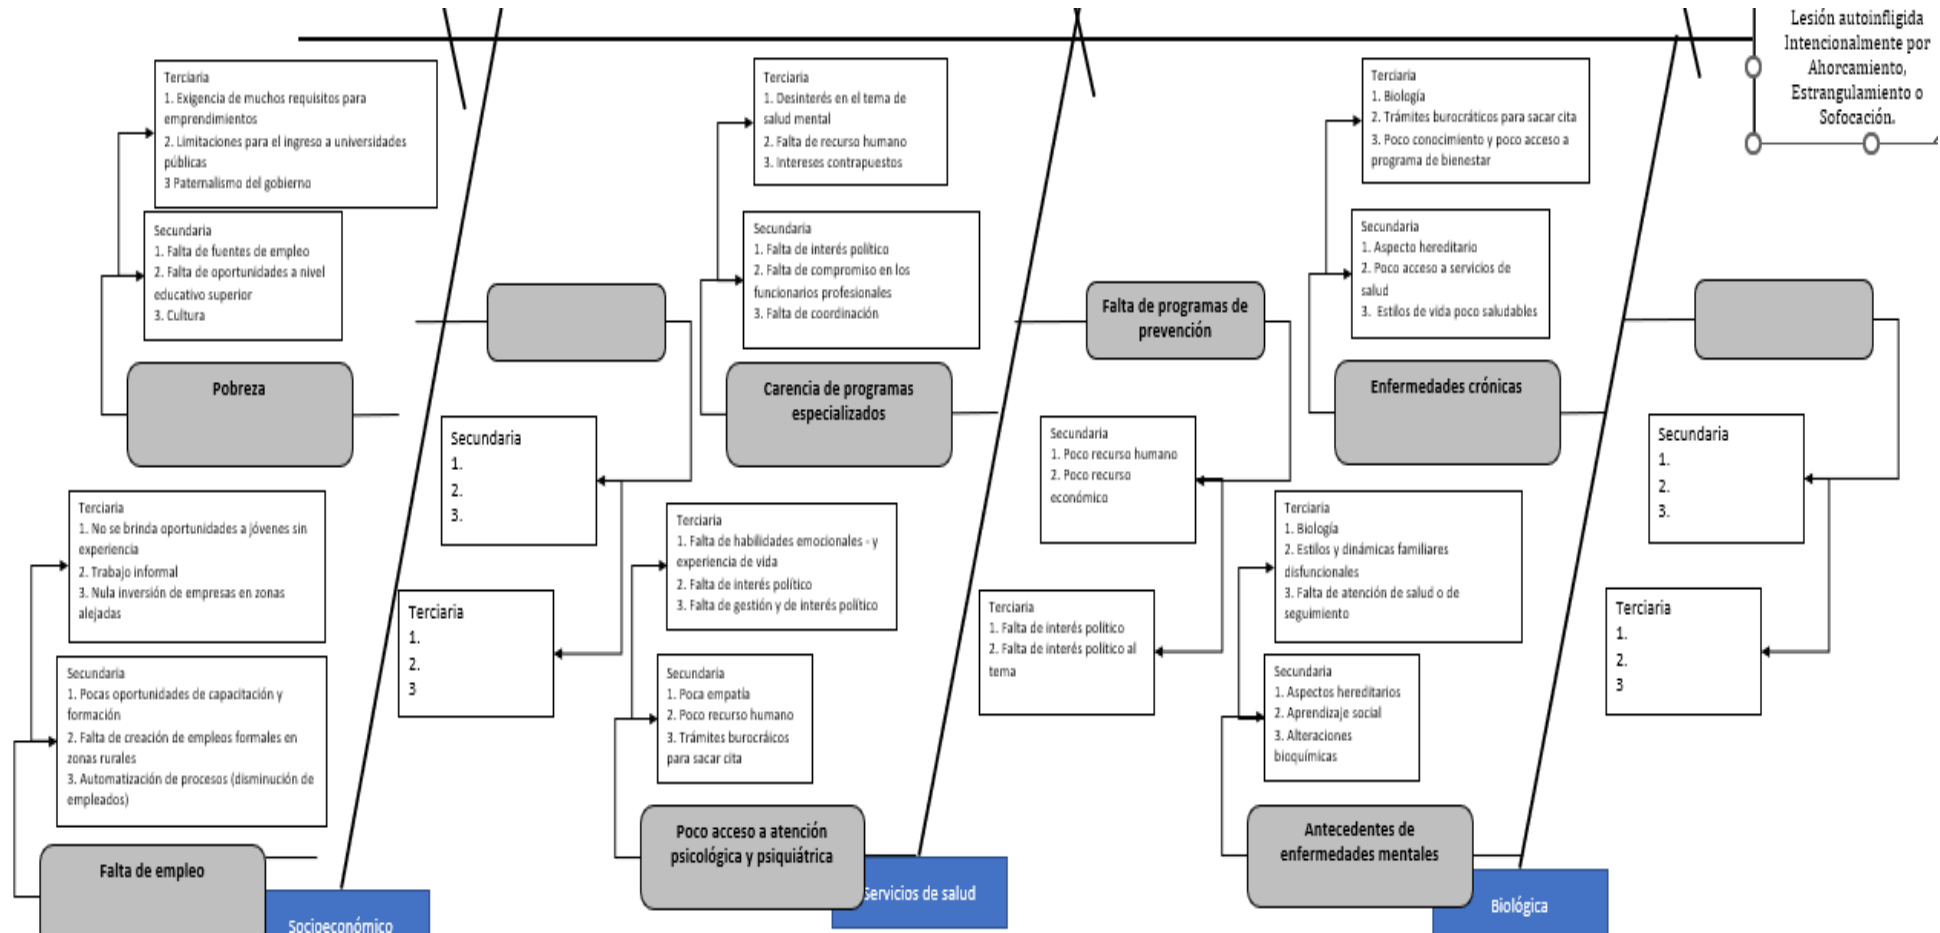 Lesión autoinfligida
Intencionalmente por
Ahorcamiento,
Estrangulamiento o
Sofocación.
Terciaria
1. Exigencia de muchos requisitos para
emprendimientos
2. Limitaciones para el ingreso a universidades
públicas
3 Paternalismo del gobierno
Secundaria
1. Falta de fuentes de empleo
2. Falta de oportunidades a nivel
educativo superior
3. Cultura
Pobreza
Terciaria
1. No se brinda oportunidades a jóvenes sin
experiencia
2. Trabajo informal
3. Nula inversión de empresas en zonas
alejadas
Secundaria
1. Pocas oportunidades de capacitación y
formación
2. Falta de creación de empleos formales en
zonas rurales
3. Automatización de procesos (disminución de
empleados)
Falta de empleo
Socioeconómico
Secundaria
1.
2.
3.
Terciaria
1.
2.
3
Terciaria
1. Desinterés en el tema de
salud mental
2. Falta de recurso humano
3. Intereses contrapuestos
Secundaria
1. Falta de interés político
2. Falta de compromiso en los
funcionarios profesionales
3. Falta de coordinación
Carencia de programas
especializados
Terciaria
1. Falta de habilidades emocionales - y
experiencia de vida
2. Falta de interés político
3. Falta de gestión y de interés político
Secundaria
1. Poca empatía
2. Poco recurso humano
3. Trámites burocráicos
para sacar cita
Poco acceso a atención
psicológica y psiquiátrica
Servicios de salud
Falta de programas de
prevención
Secundaria
1. Poco recurso humano
2. Poco recurso
económico
Terciaria
1. Falta de interés político
2. Falta de interés político al
tema
Terciaria
1. Biología
2. Trámites burocráticos para sacar cita
3. Poco conocimiento y poco acceso a
programa de bienestar
Secundaria
1. Aspecto hereditario
2. Poco acceso a servicios de
salud
3. Estilos de vida poco saludables
Enfermedades crónicas
Terciaria
1. Biología
2. Estilos y dinámicas familiares
disfuncionales
3. Falta de atención de salud o de
seguimiento
Secundaria
1. Aspectos hereditarios
2. Aprendizaje social
3. Alteraciones
bioquímicas
Antecedentes de
enfermedades mentales
Biológica
Secundaria
1.
2.
3.
Terciaria
1.
2.
3